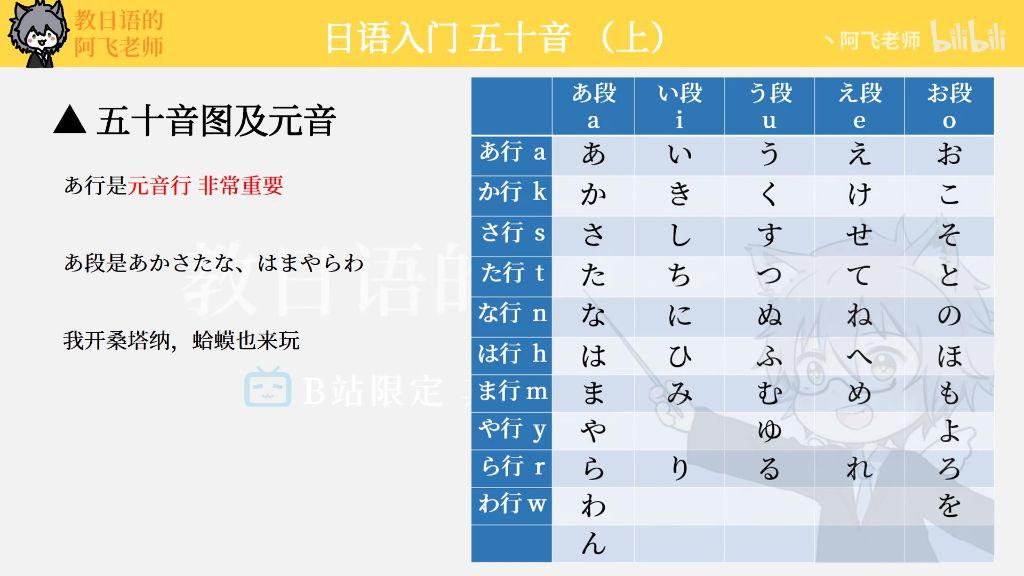 教日语的
阿飞老师
日语入门 五十音 （上）
丶阿飞老师 bilibili
▲ 五十音图及元音
あ行是元音行 非常重要
あ段是あかさたな、はまやらわ
我开桑塔纳，蛤蟆也来玩
教日语的
B站限定
あ段 い段 う段 え段 お段
a i u e o
あ行 a あ い う え お
か行 k か き く け こ
さ行 s さ し す せ そ
た行 t た ち つ て と
な行 n な に ぬ ね の
は行 h は ひ ふ へ ほ
ま行 m ま み む め も
や行 y や ゆ よ
ら行 r ら り る れ ろ
わ行 w わ を
ん